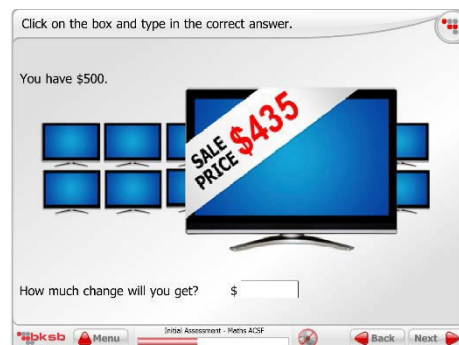 Click on the box and type in the correct answer.
You have $500.
SALE
PRICE $435
How much change will you get? $
bksb
Menu
Initial Assessment - Maths ACSF
Back
Next